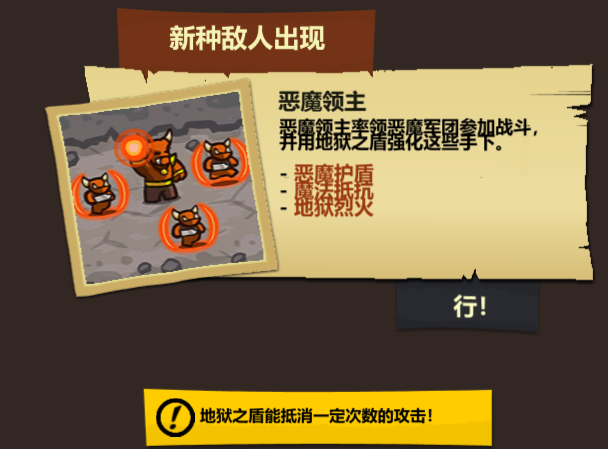 新种敌人出现
恶魔领主
恶魔领主率领恶魔军团参加战斗，
并用地狱之盾强化这些手下。
- 恶魔护盾
- 魔法抵抗
- 地狱烈火
行！
地狱之盾能抵消一定次数的攻击！